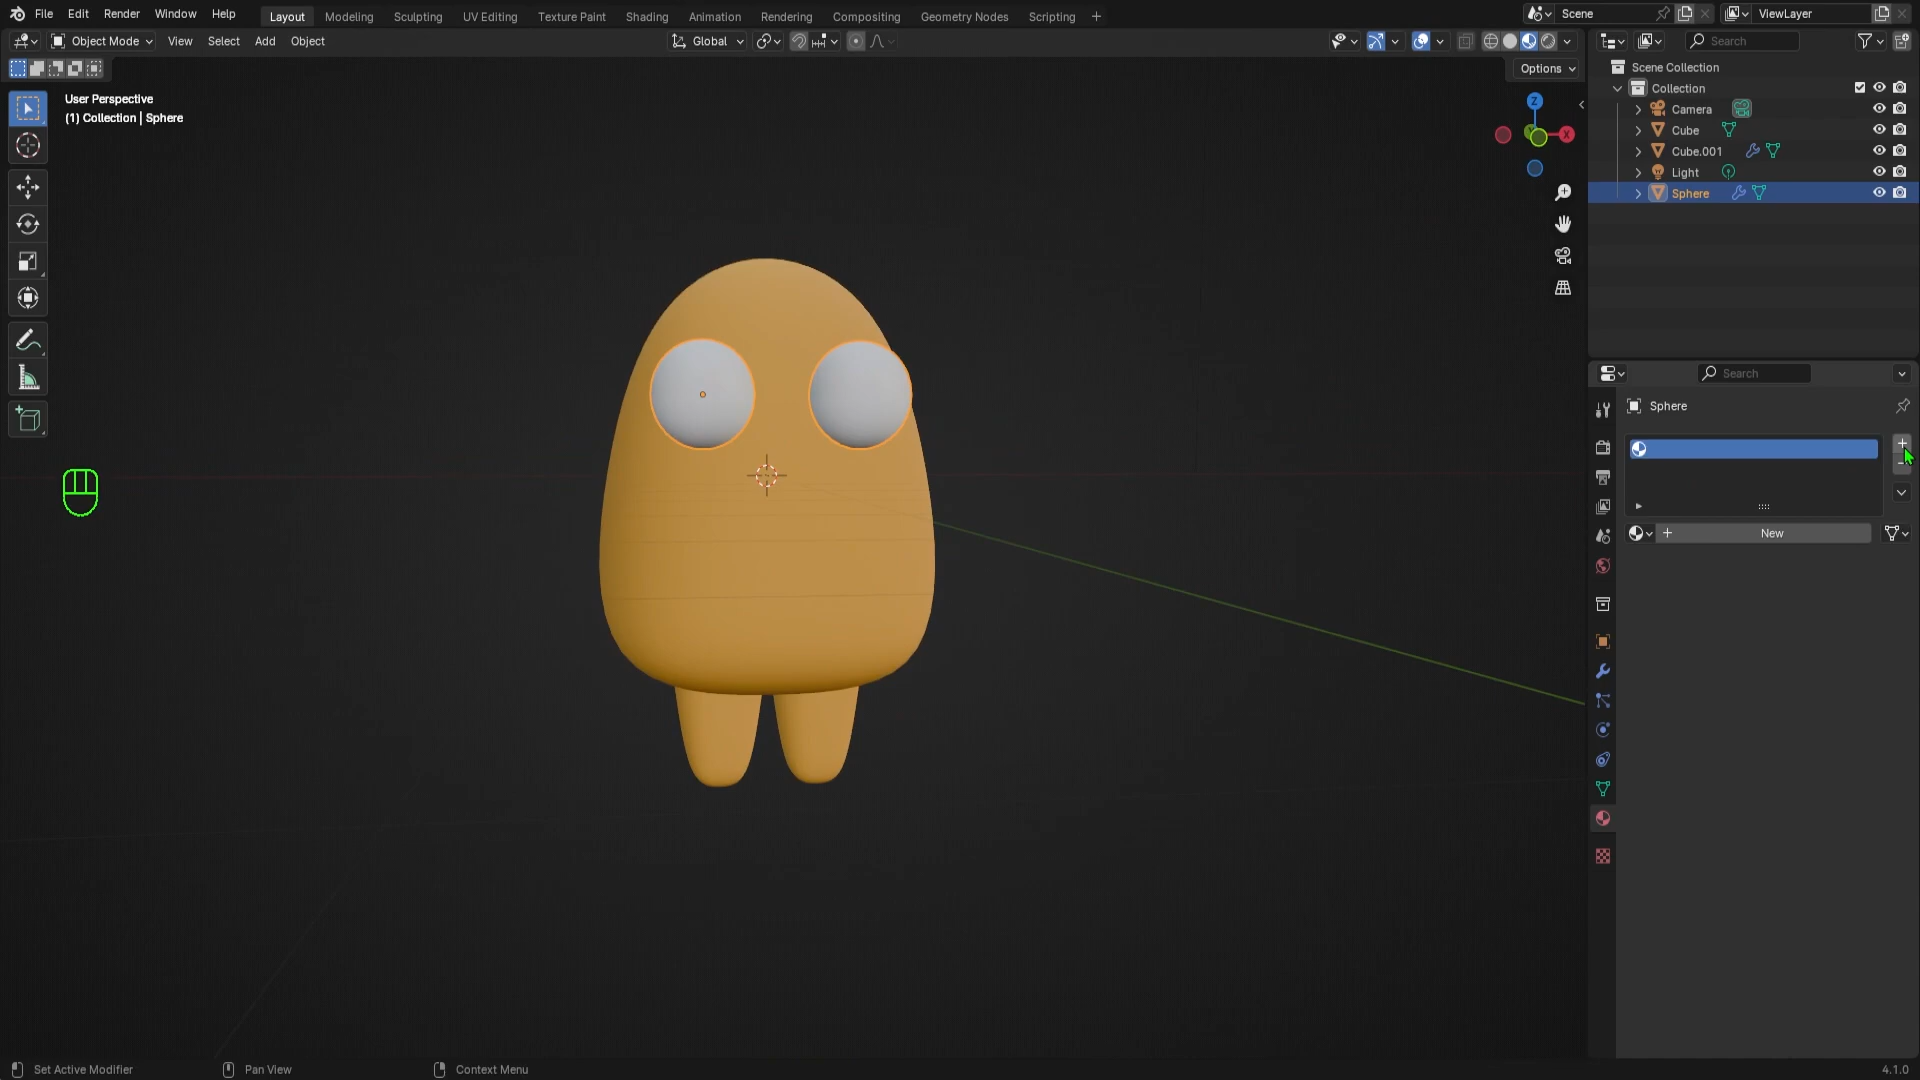 File Edit Render Window Help Layout Modeling Sculpting UV Editing Texture Paint Shading Animation Rendering Compositing Geometry Nodes Scripting Scene ViewLayer
Object Mode View Select Add Object Global Search
Options
User Perspective
(1) Collection | Sphere
Z
X
Scene Collection
Collection
Camera
Cube
Cube.001
Light
Sphere
Search
Sphere
New
Set Active Modifier Pan View Context Menu 4.1.0